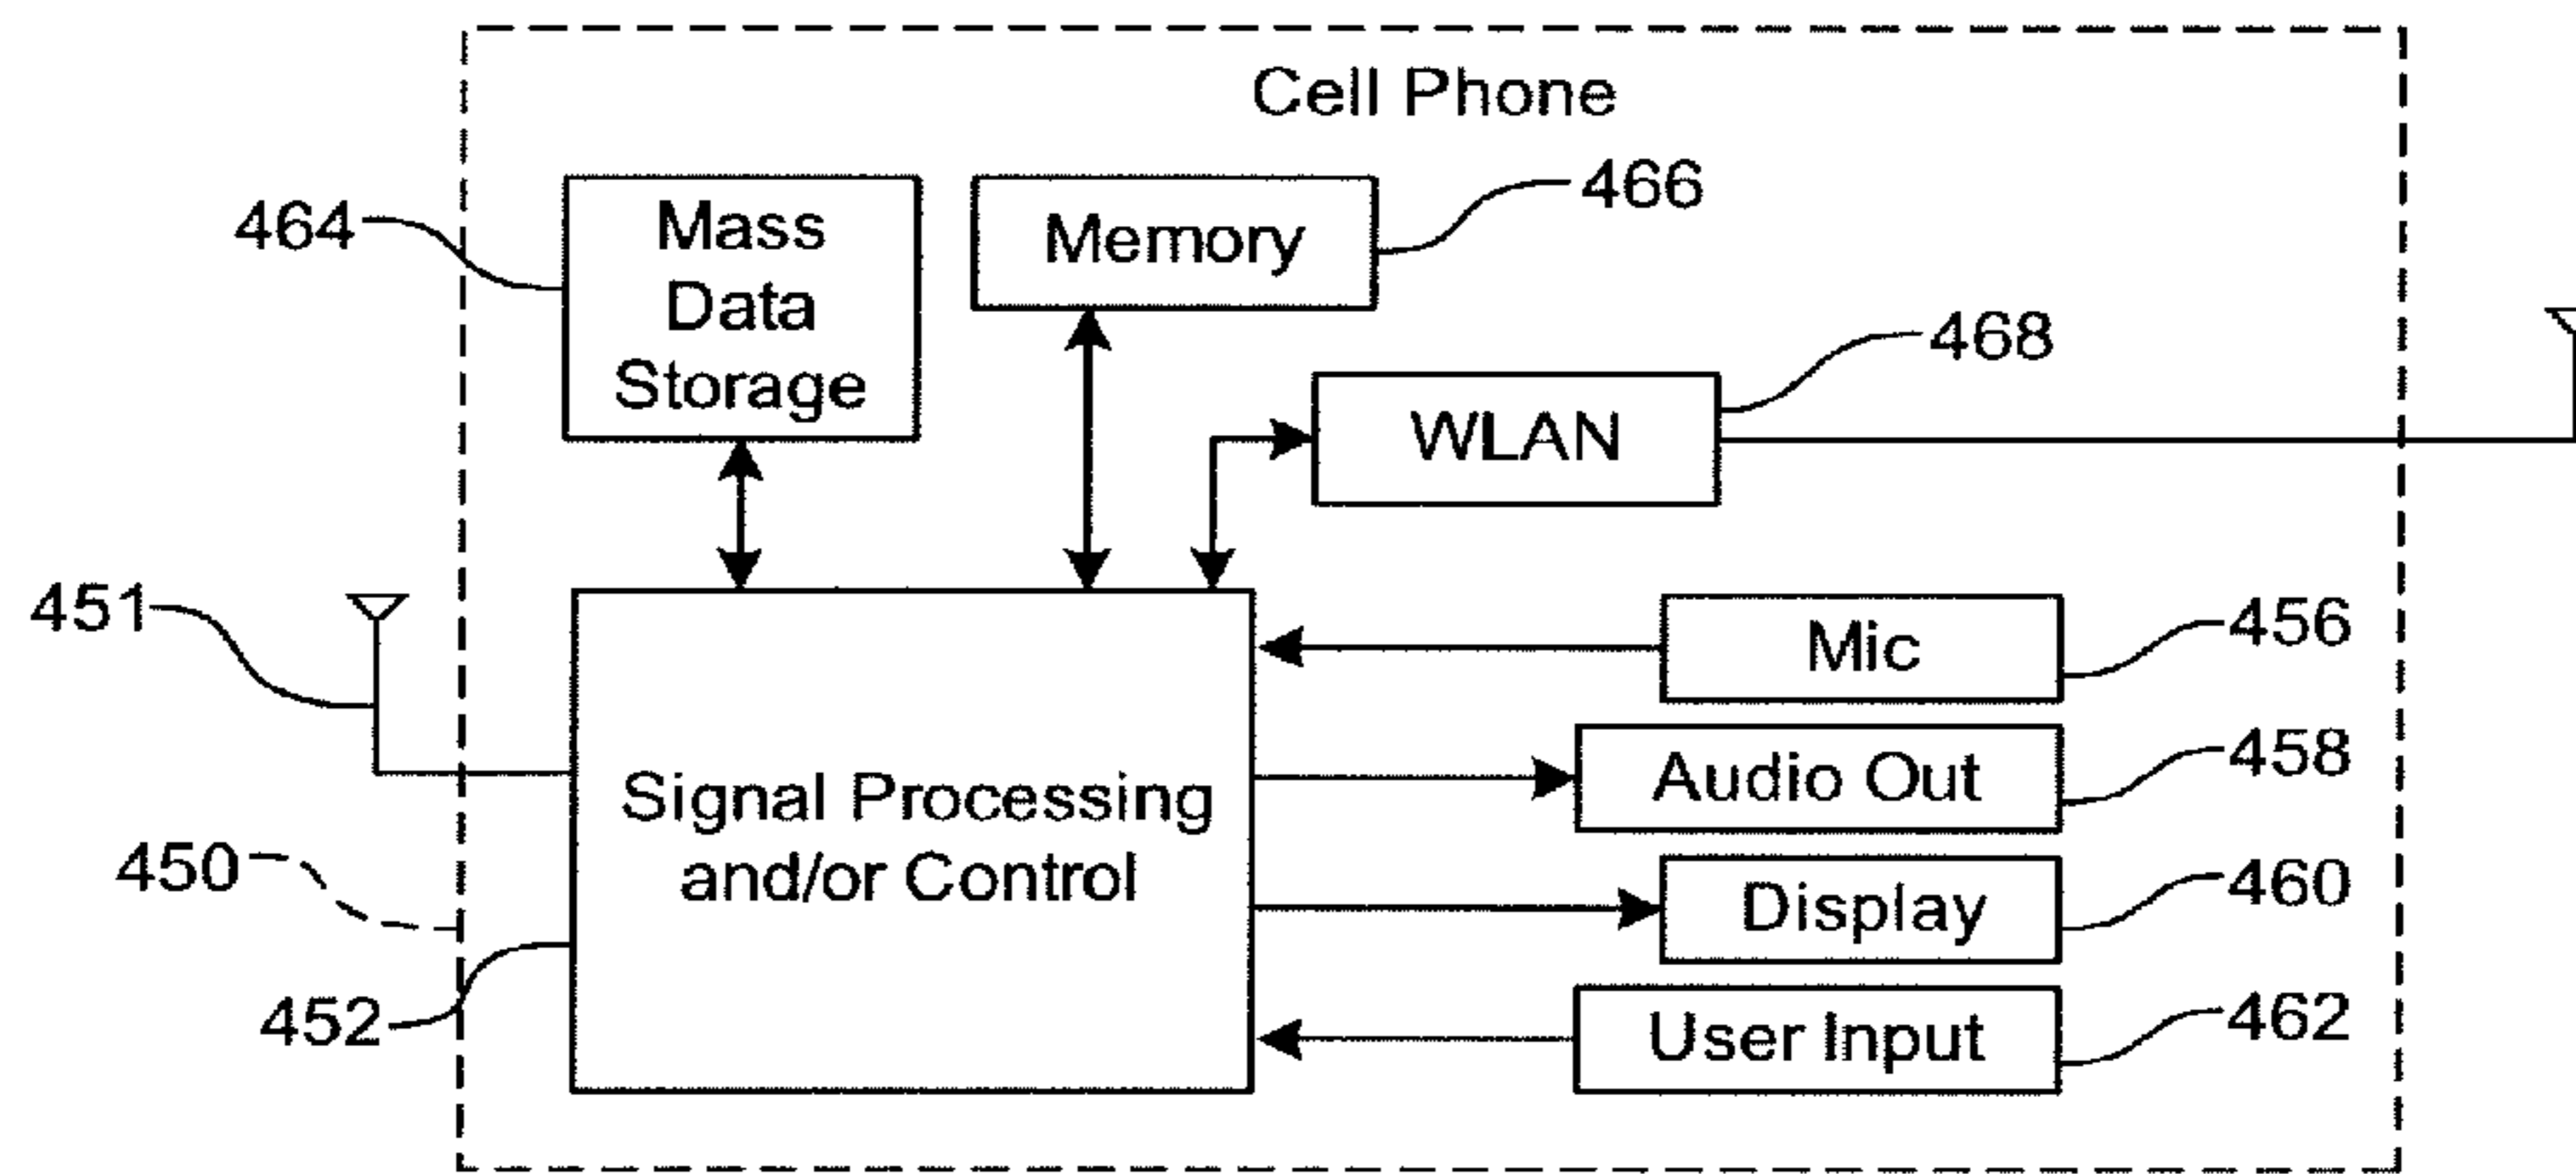 Cell Phone
464
Mass
Data
Storage
Memory
466
WLAN
468
451
450
452
Signal Processing
and/or Control
Mic
456
Audio Out
458
Display
460
User Input
462